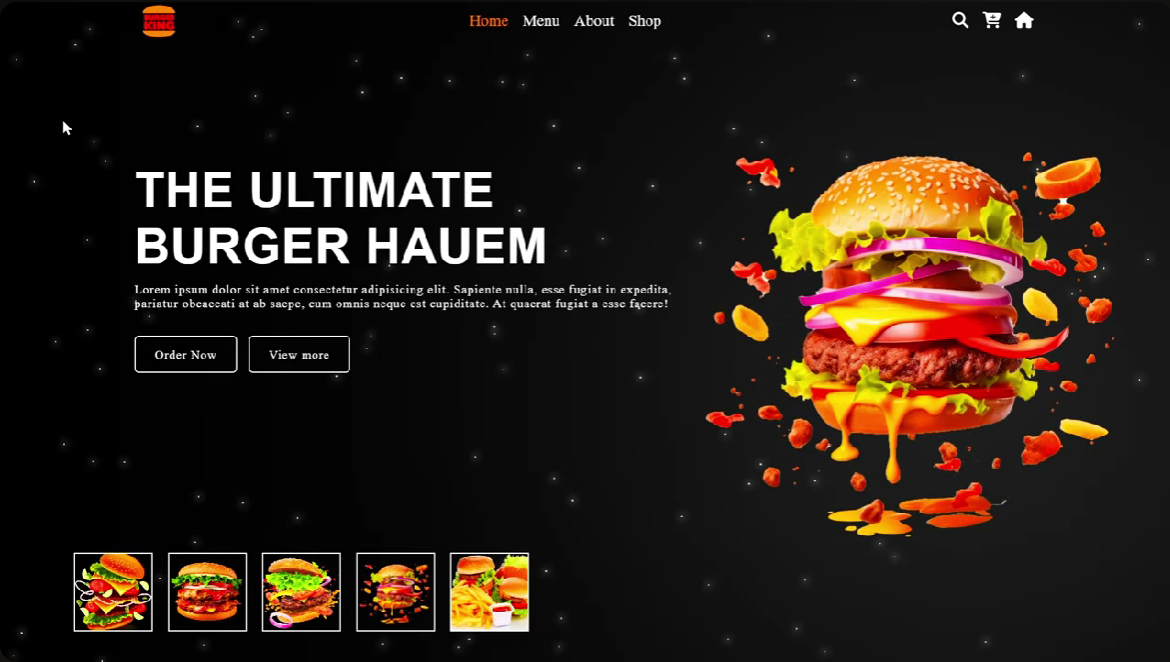 BURGER
KING
Home Menu About Shop
THE ULTIMATE
BURGER HAUEM
Lorem ipsum dolor sit amet consectetur adipisicing elit. Sapiente nulla, esse fugiat in expedita,
pariatur obcaecati at ab saepe, cum omnis neque est cupiditate. At quaerat fugiat a esse facere!
Order Now View more